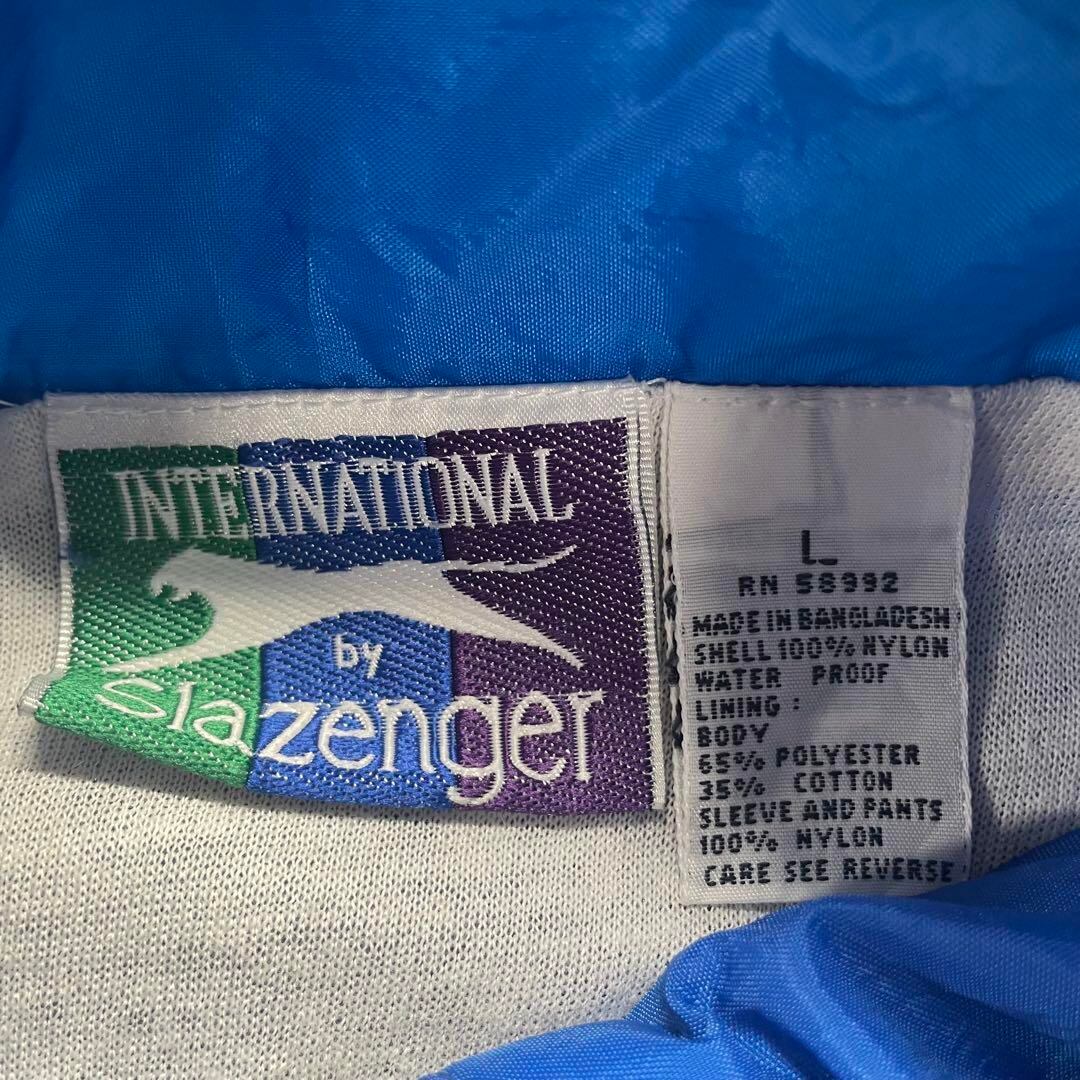 INTERNATIONAL
by
Slazenger
L
RN 58992
MADE IN BANGLADESH
SHELL 100% NYLON
WATER PROOF
LINING :
BODY
65% POLYESTER
35% COTTON
SLEEVE AND PANTS
100% NYLON
CARE SEE REVERSE